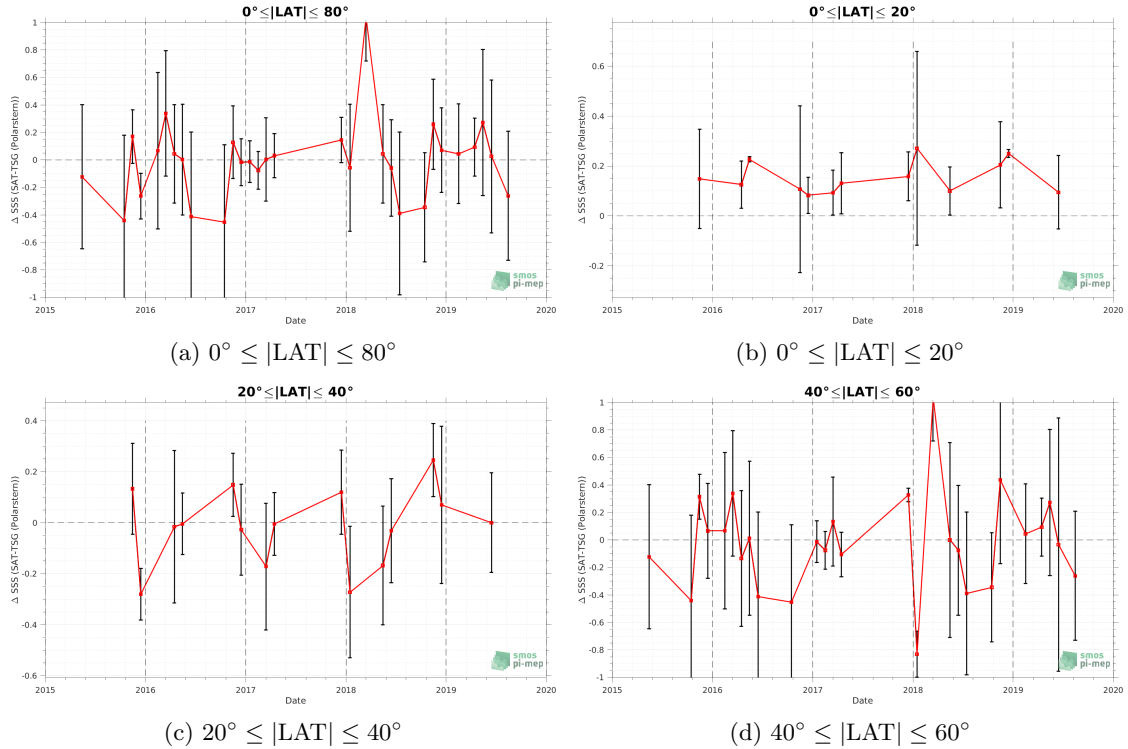 0°≤|LAT|≤ 80°
Δ SSS (SAT-TSG (Polarstern))
1
0.8
0.6
0.4
0.2
0
-0.2
-0.4
-0.6
-0.8
-1
2015 2016 2017 2018 2019 2020
Date
smos
pi-mep
(a) 0° ≤ |LAT| ≤ 80°
0°≤|LAT|≤ 20°
Δ SSS (SAT-TSG (Polarstern))
0.6
0.4
0.2
0
-0.2
2015 2016 2017 2018 2019 2020
Date
smos
pi-mep
(b) 0° ≤ |LAT| ≤ 20°
20°≤|LAT|≤ 40°
Δ SSS (SAT-TSG (Polarstern))
0.4
0.2
0
-0.2
-0.4
-0.6
2015 2016 2017 2018 2019 2020
Date
smos
pi-mep
(c) 20° ≤ |LAT| ≤ 40°
40°≤|LAT|≤ 60°
Δ SSS (SAT-TSG (Polarstern))
1
0.8
0.6
0.4
0.2
0
-0.2
-0.4
-0.6
-0.8
-1
2015 2016 2017 2018 2019 2020
Date
smos
pi-mep
(d) 40° ≤ |LAT| ≤ 60°